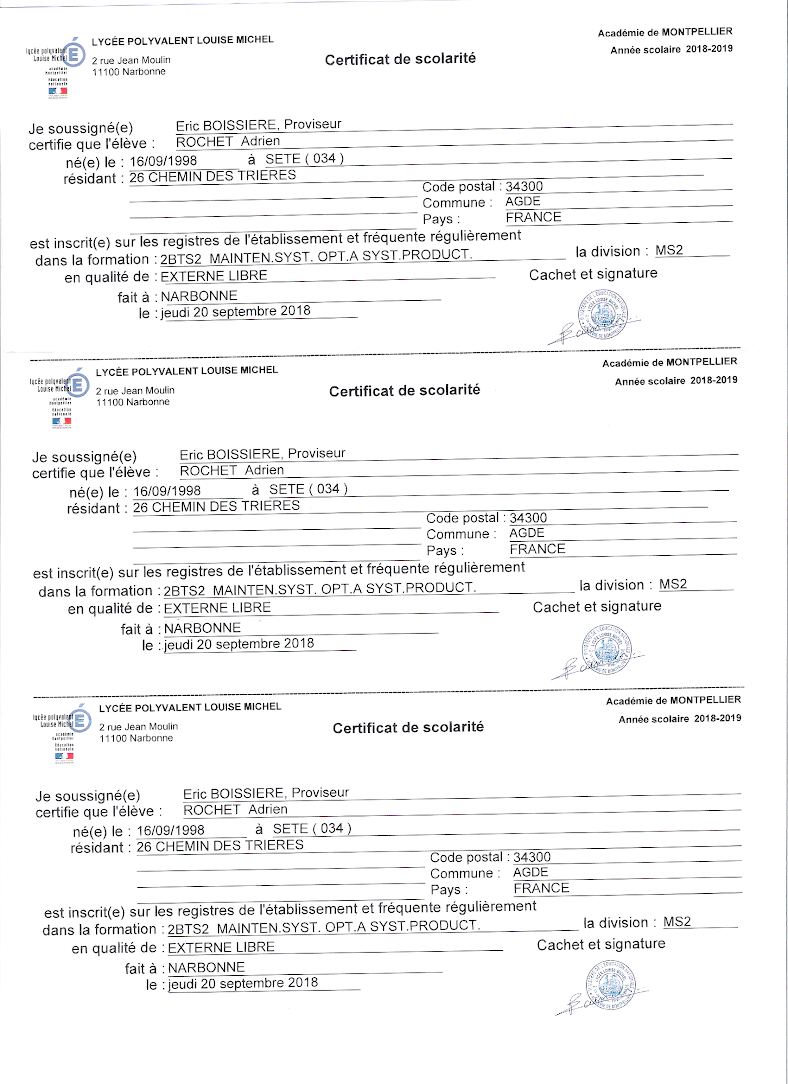 LYCÉE POLYVALENT LOUISE MICHEL
Académie de MONTPELLIER
lycée polyvalent
Louise Michel
2 rue Jean Moulin
11100 Narbonne
Certificat de scolarité
Année scolaire 2018-2019
académie
Montpellier
Éducation
nationale
Je soussigné(e) Eric BOISSIERE, Proviseur
certifie que l'élève : ROCHET Adrien
né(e) le : 16/09/1998 à SETE ( 034 )
résidant : 26 CHEMIN DES TRIERES
Code postal : 34300
Commune : AGDE
Pays : FRANCE
est inscrit(e) sur les registres de l'établissement et fréquente régulièrement
dans la formation : 2BTS2 MAINTEN.SYST. OPT.A SYST.PRODUCT. la division : MS2
en qualité de : EXTERNE LIBRE Cachet et signature
fait à : NARBONNE
le : jeudi 20 septembre 2018
LYCÉE POLYVALENT LOUISE MICHEL
Académie de MONTPELLIER
lycée polyvalent
Louise Michel
2 rue Jean Moulin
11100 Narbonne
Certificat de scolarité
Année scolaire 2018-2019
académie
Montpellier
Éducation
nationale
Je soussigné(e) Eric BOISSIERE, Proviseur
certifie que l'élève : ROCHET Adrien
né(e) le : 16/09/1998 à SETE ( 034 )
résidant : 26 CHEMIN DES TRIERES
Code postal : 34300
Commune : AGDE
Pays : FRANCE
est inscrit(e) sur les registres de l'établissement et fréquente régulièrement
dans la formation : 2BTS2 MAINTEN.SYST. OPT.A SYST.PRODUCT. la division : MS2
en qualité de : EXTERNE LIBRE Cachet et signature
fait à : NARBONNE
le : jeudi 20 septembre 2018
LYCÉE POLYVALENT LOUISE MICHEL
Académie de MONTPELLIER
lycée polyvalent
Louise Michel
2 rue Jean Moulin
11100 Narbonne
Certificat de scolarité
Année scolaire 2018-2019
académie
Montpellier
Éducation
nationale
Je soussigné(e) Eric BOISSIERE, Proviseur
certifie que l'élève : ROCHET Adrien
né(e) le : 16/09/1998 à SETE ( 034 )
résidant : 26 CHEMIN DES TRIERES
Code postal : 34300
Commune : AGDE
Pays : FRANCE
est inscrit(e) sur les registres de l'établissement et fréquente régulièrement
dans la formation : 2BTS2 MAINTEN.SYST. OPT.A SYST.PRODUCT. la division : MS2
en qualité de : EXTERNE LIBRE Cachet et signature
fait à : NARBONNE
le : jeudi 20 septembre 2018